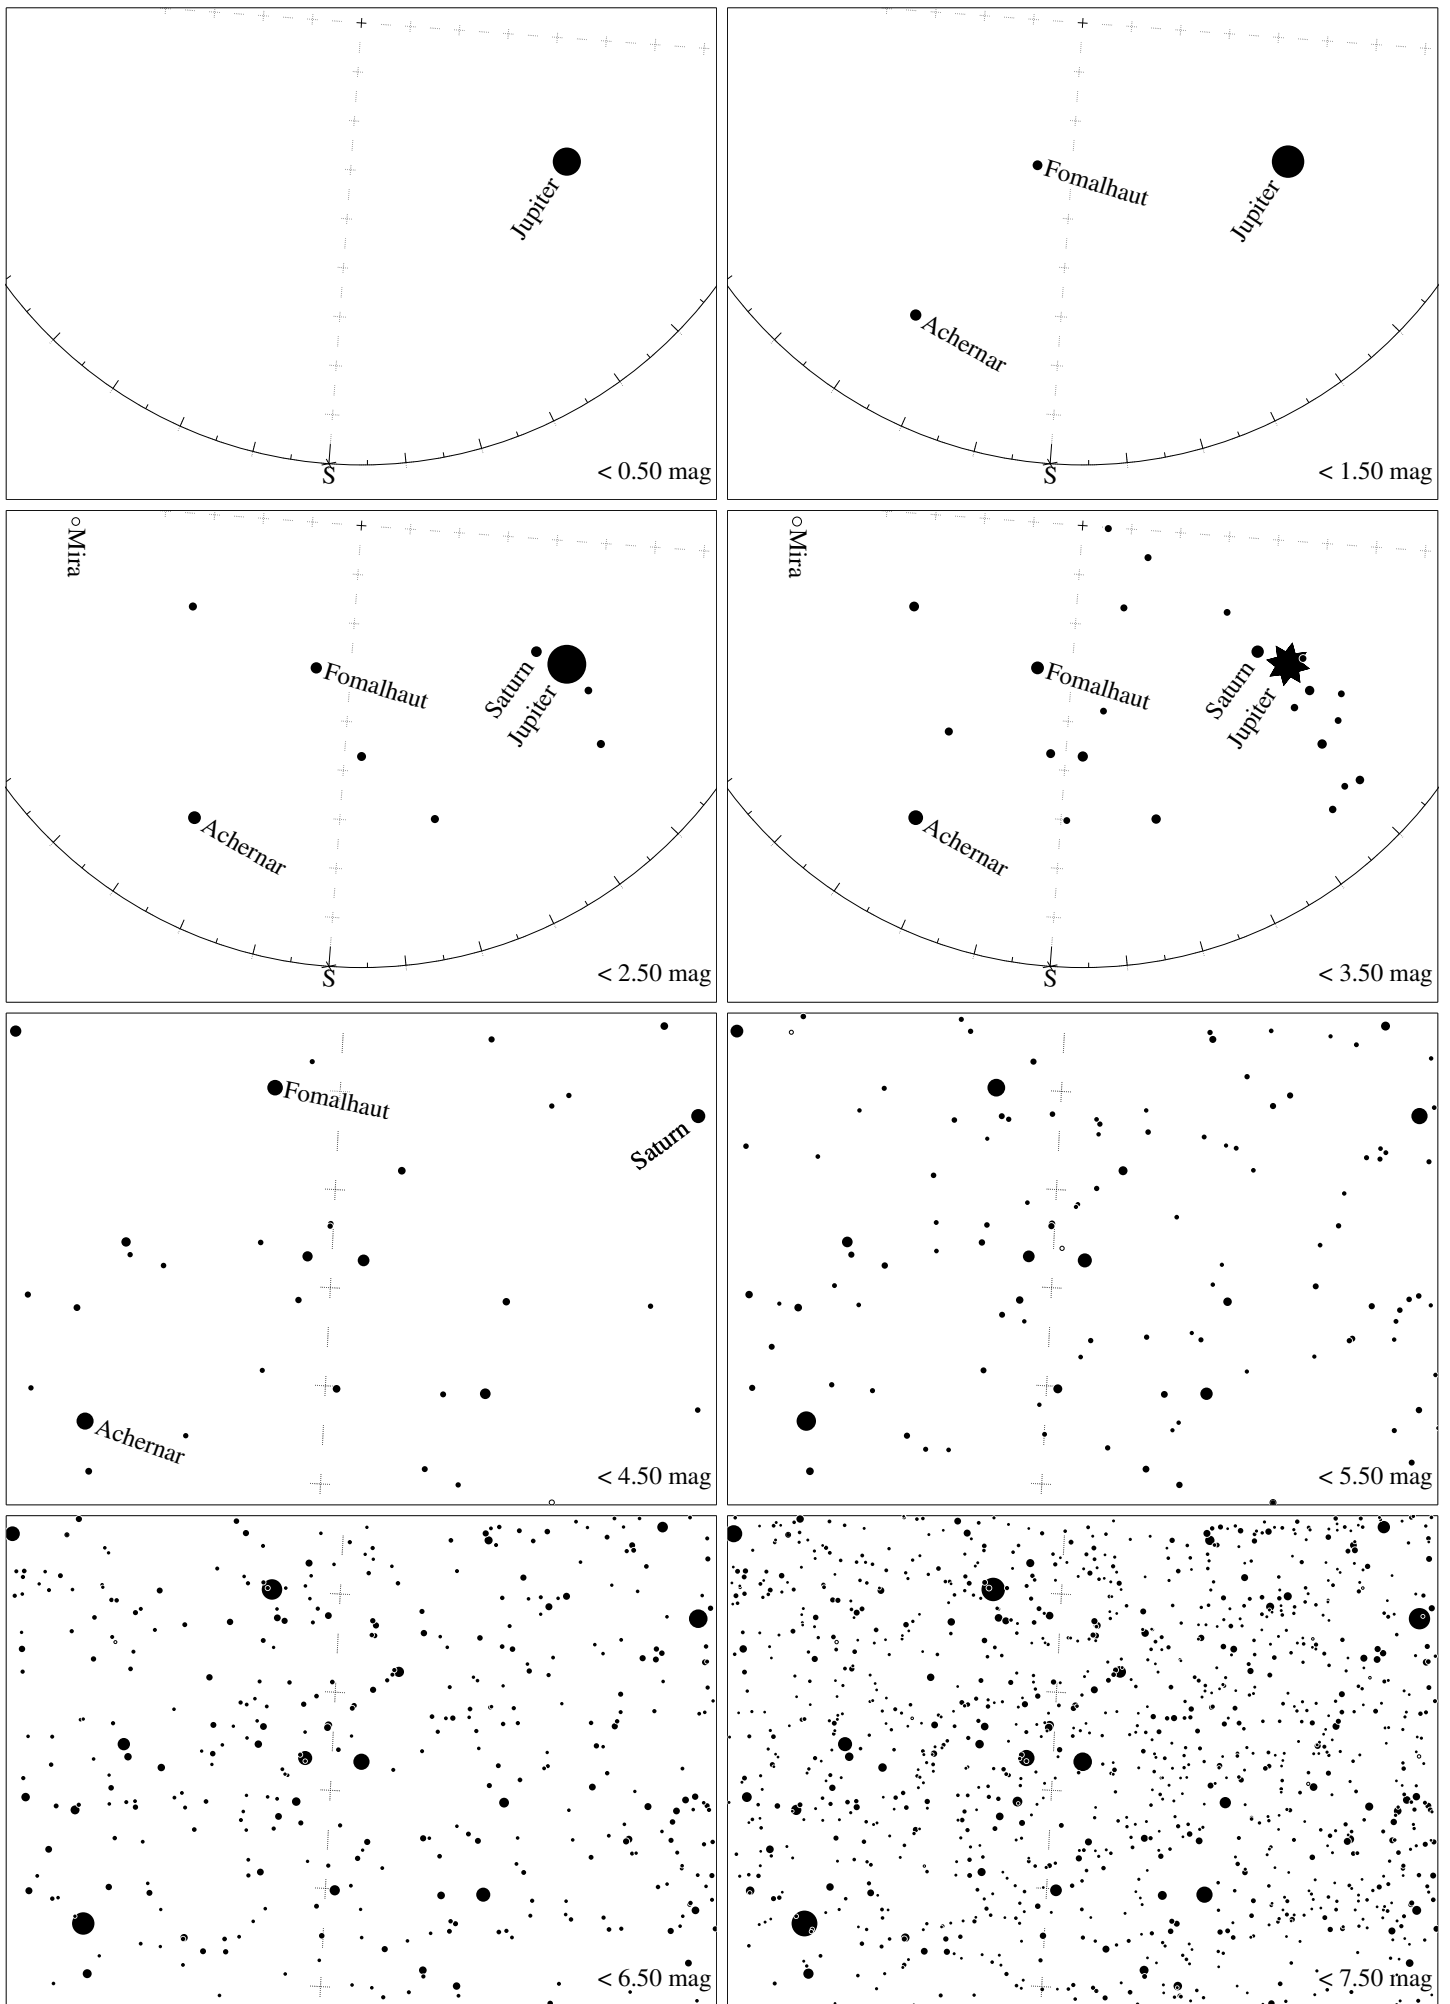 Jupiter
S
< 0.50 mag
Fomalhaut
Jupiter
Achernar
S
< 1.50 mag
Mira
Fomalhaut
Saturn
Jupiter
Achernar
S
< 2.50 mag
Mira
Fomalhaut
Saturn
Jupiter
Achernar
S
< 3.50 mag
Fomalhaut
Saturn
Achernar
< 4.50 mag
< 5.50 mag
< 6.50 mag
< 7.50 mag